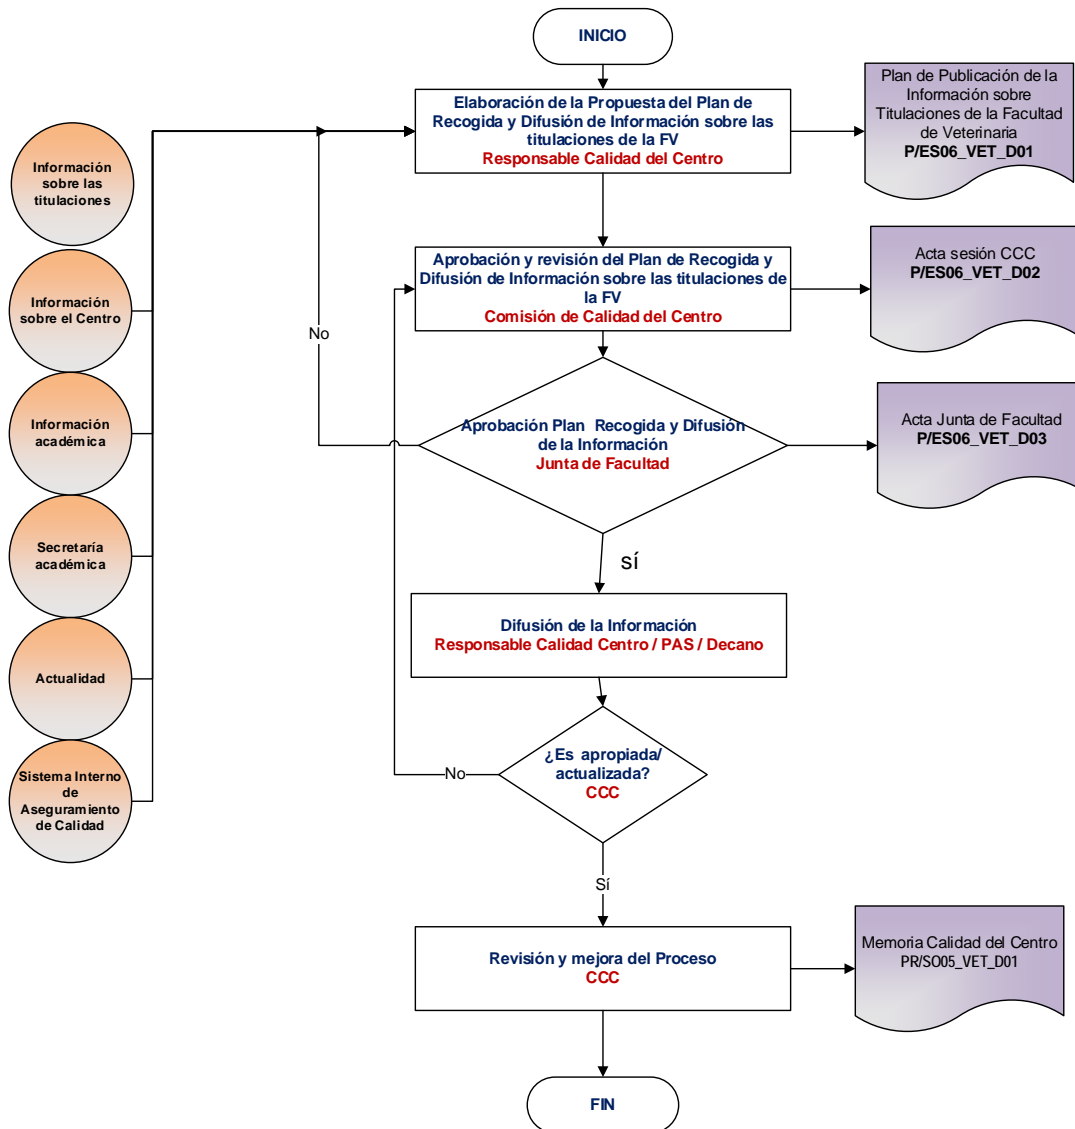 INICIO
Elaboración de la Propuesta del Plan de
Recogida y Difusión de Información sobre las
titulaciones de la FV
Responsable Calidad del Centro
Plan de Publicación de la
Información sobre
Titulaciones de la Facultad
de Veterinaria
P/ES06_VET_D01
Información
sobre las
titulaciones
Información
sobre el Centro
Información
académica
Secretaría
académica
Actualidad
Sistema Interno
de
Aseguramiento
de Calidad
Aprobación y revisión del Plan de Recogida y
Difusión de Información sobre las titulaciones de
la FV
Comisión de Calidad del Centro
Acta sesión CCC
P/ES06_VET_D02
No
Aprobación Plan Recogida y Difusión
de la Información
Junta de Facultad
Acta Junta de Facultad
P/ES06_VET_D03
sí
Difusión de la Información
Responsable Calidad Centro / PAS / Decano
¿Es apropiada/
actualizada?
CCC
No
Sí
Revisión y mejora del Proceso
CCC
Memoria Calidad del Centro
PR/SO05_VET_D01
FIN